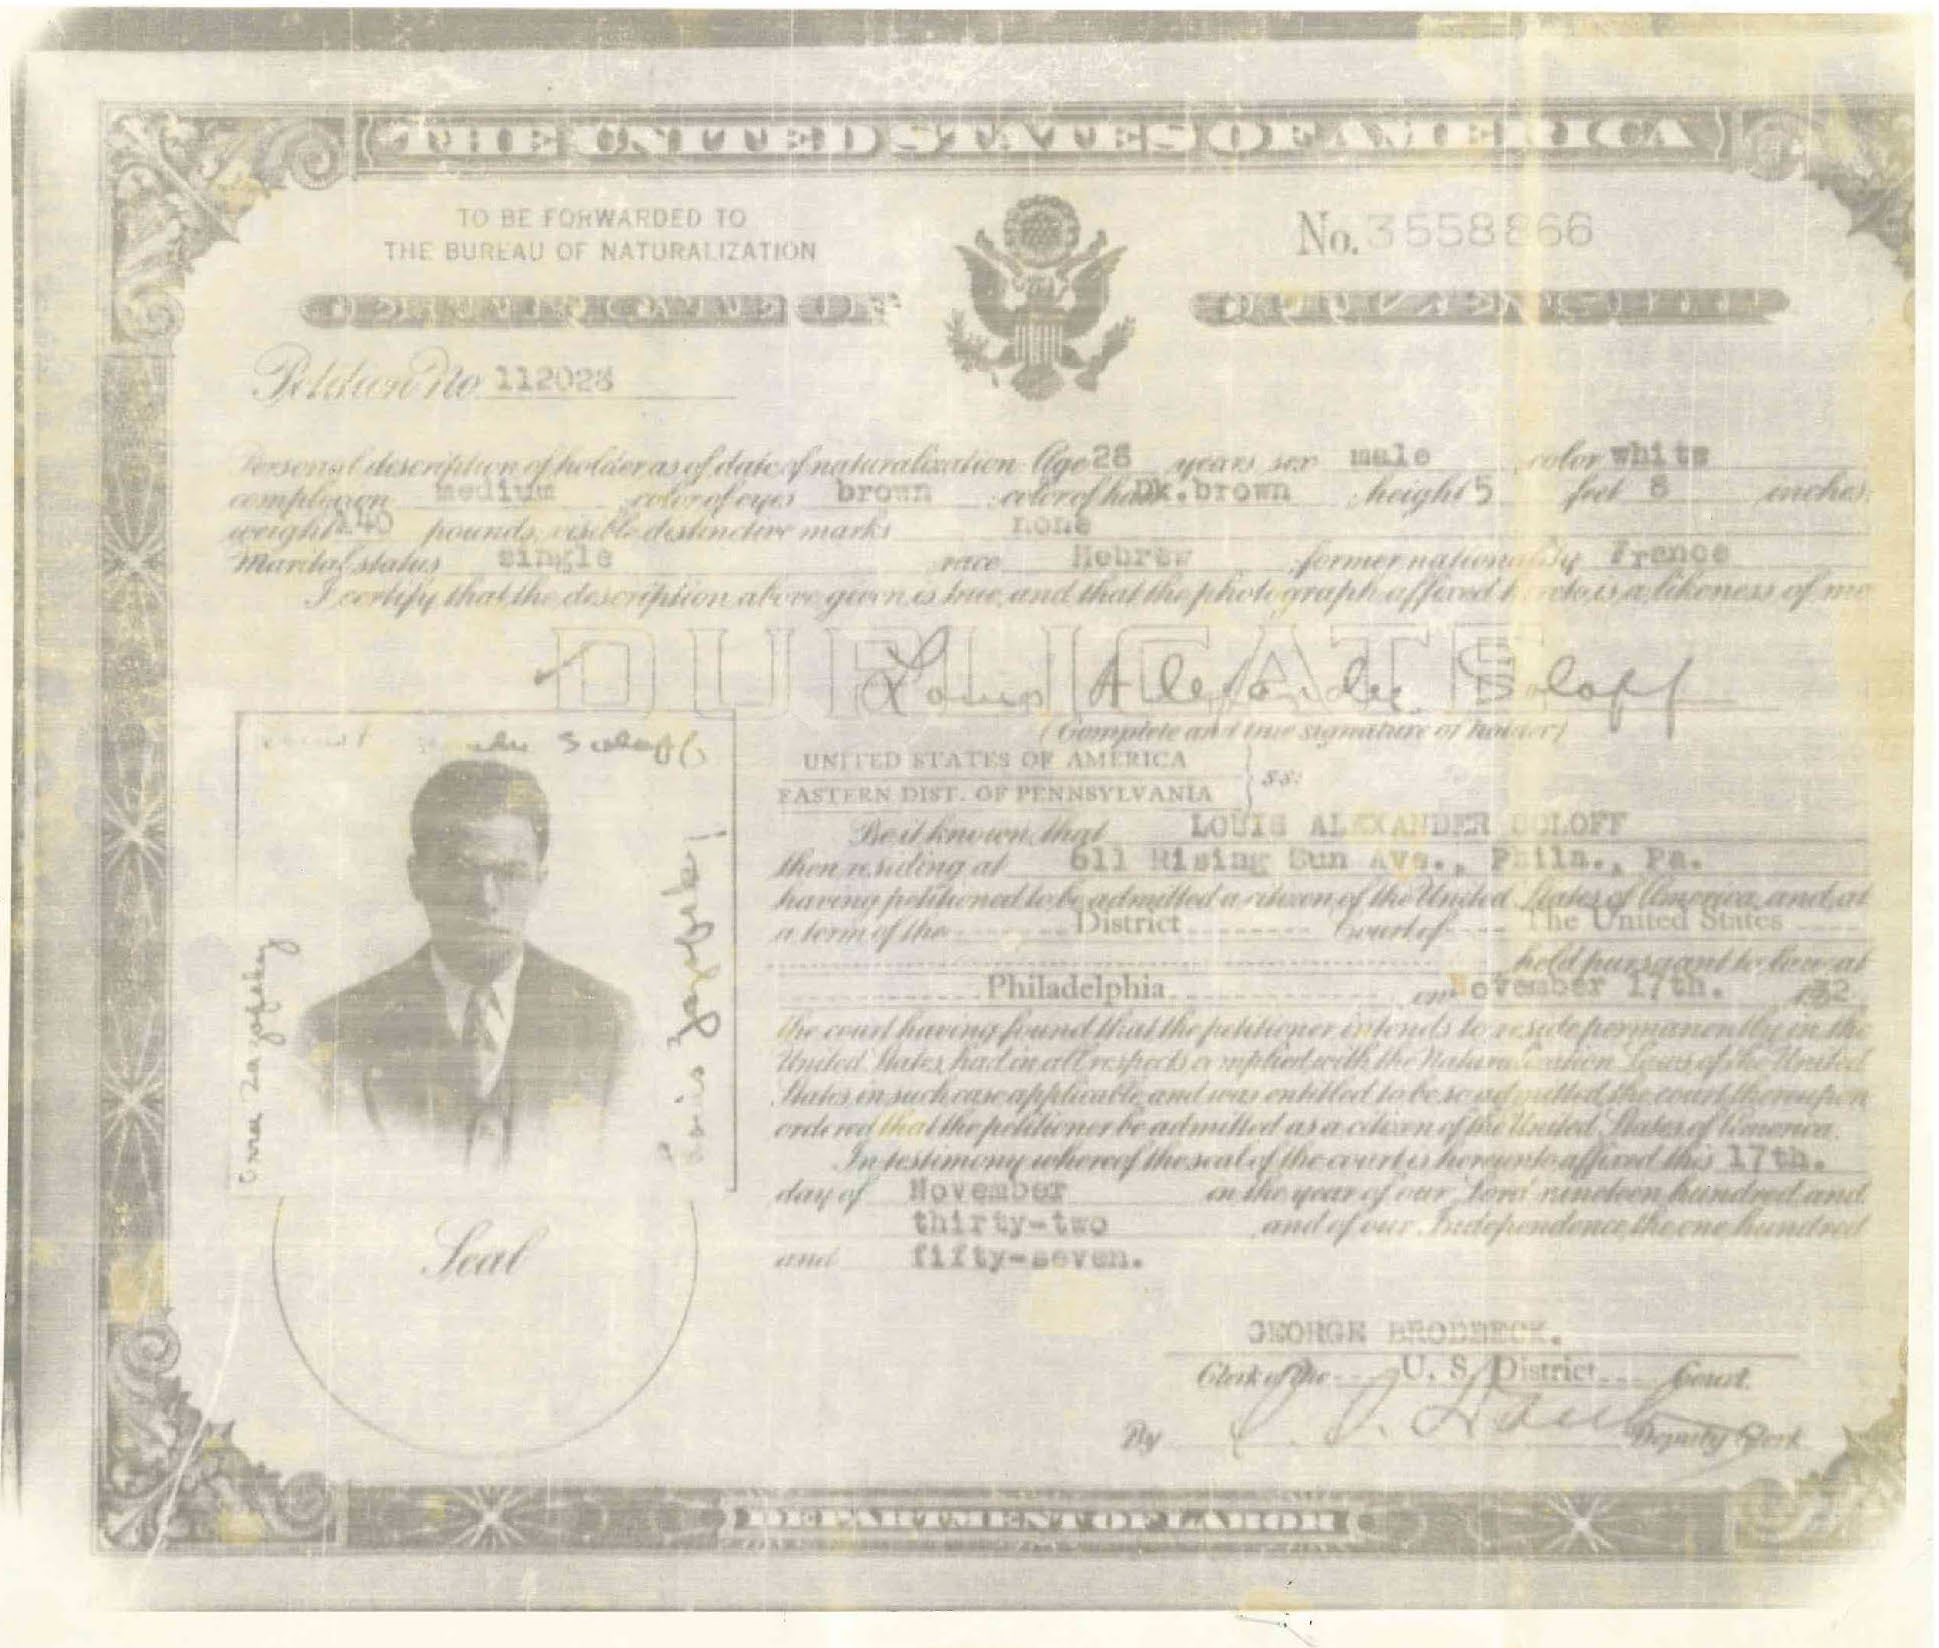 THE UNITED STATES OF AMERICA
TO BE FORWARDED TO
THE BUREAU OF NATURALIZATION
No. 3558866
CERTIFICATE OF CITIZENSHIP
Petition No 112023
Personal description of holder as of date of naturalization Age 28 years sex male color white
complexion medium color of eyes brown color of hair Dk.brown height 5 feet 8 inches
weight 140 pounds, visible distinctive marks none
Marital status single race Hebrew former nationality France
I certify that the description above given is true, and that the photograph affixed hereto is a likeness of me
DUPLICATE
Louis Alexander Soloff
(Complete and true signature of holder)
Soloff
UNITED STATES OF AMERICA
EASTERN DIST. OF PENNSYLVANIA
ss:
Be it known, that LOUIS ALEXANDER SOLOFF
then residing at 611 Rising Sun Ave., Phila., Pa.
having petitioned to be admitted a citizen of the United States of America, and at
a term of the District Court of The United States
held pursuant to law at
Philadelphia on November 17th. 1932
the court having found that the petitioner intends to reside permanently in the
United States, had in all respects complied with the Naturalization Laws of the United
States in such case applicable, and was entitled to be so admitted, the court thereupon
ordered that the petitioner be admitted as a citizen of the United States of America.
In testimony whereof the seal of the court is hereunto affixed this 17th.
day of November in the year of our Lord nineteen hundred and
thirty-two and of our Independence the one hundred
and fifty-seven.
Seal
GEORGE BRODBECK.
Clerk of the U. S. District Court.
By Deputy Clerk
DEPARTMENT OF LABOR